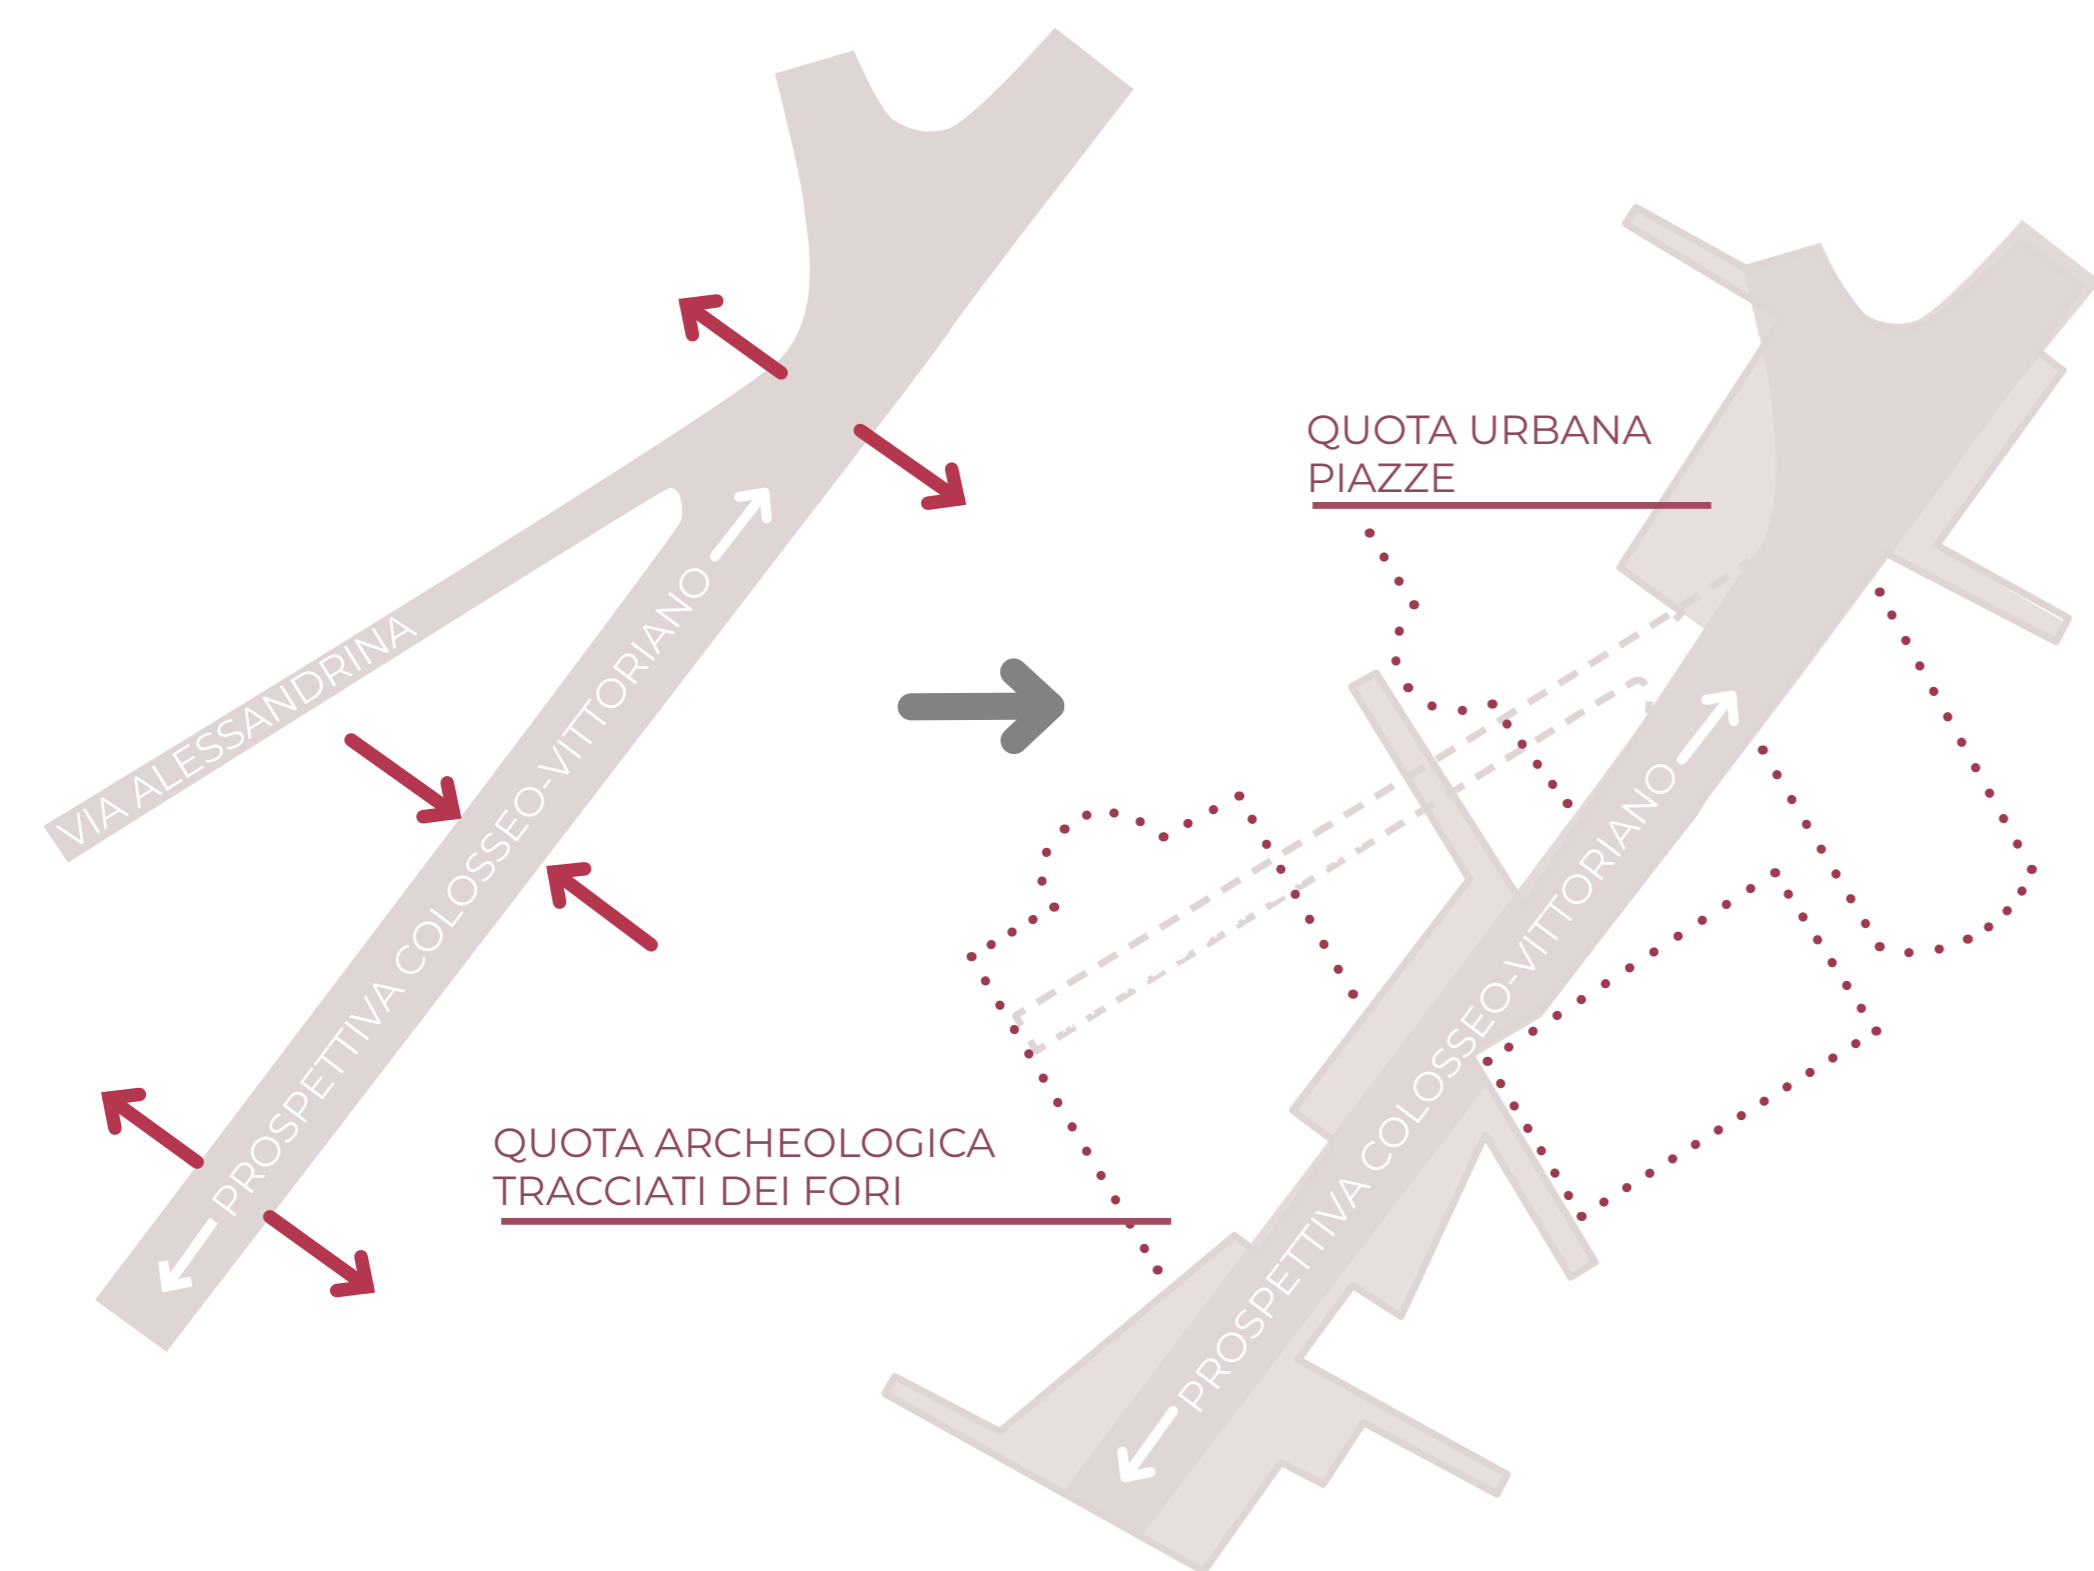 VIA ALESSANDRINA
PROSPETTIVA COLOSSEO-VITTORIANO
QUOTA URBANA
PIAZZE
QUOTA ARCHEOLOGICA
TRACCIATI DEI FORI
PROSPETTIVA COLOSSEO-VITTORIANO